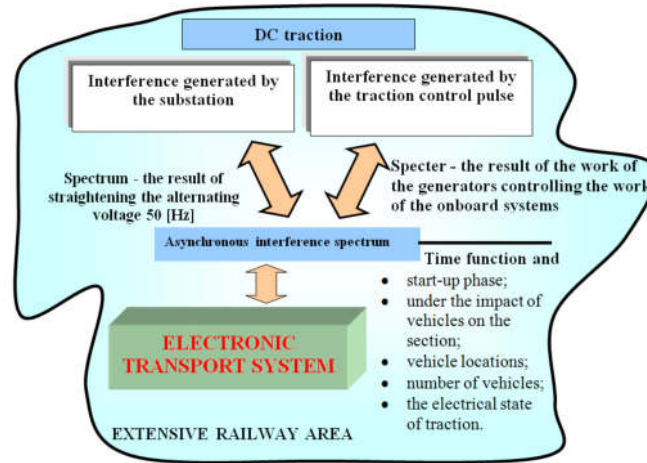 DC traction
Interference generated by
the substation
Interference generated by
the traction control pulse
Spectrum - the result of
straightening the alternating
voltage 50 [Hz]
Specter - the result of the work of
the generators controlling the work
of the onboard systems
Asynchronous interference spectrum
Time function and
• start-up phase;
• under the impact of
vehicles on the
section;
• vehicle locations;
• number of vehicles;
• the electrical state
of traction.
ELECTRONIC
TRANSPORT SYSTEM
EXTENSIVE RAILWAY AREA